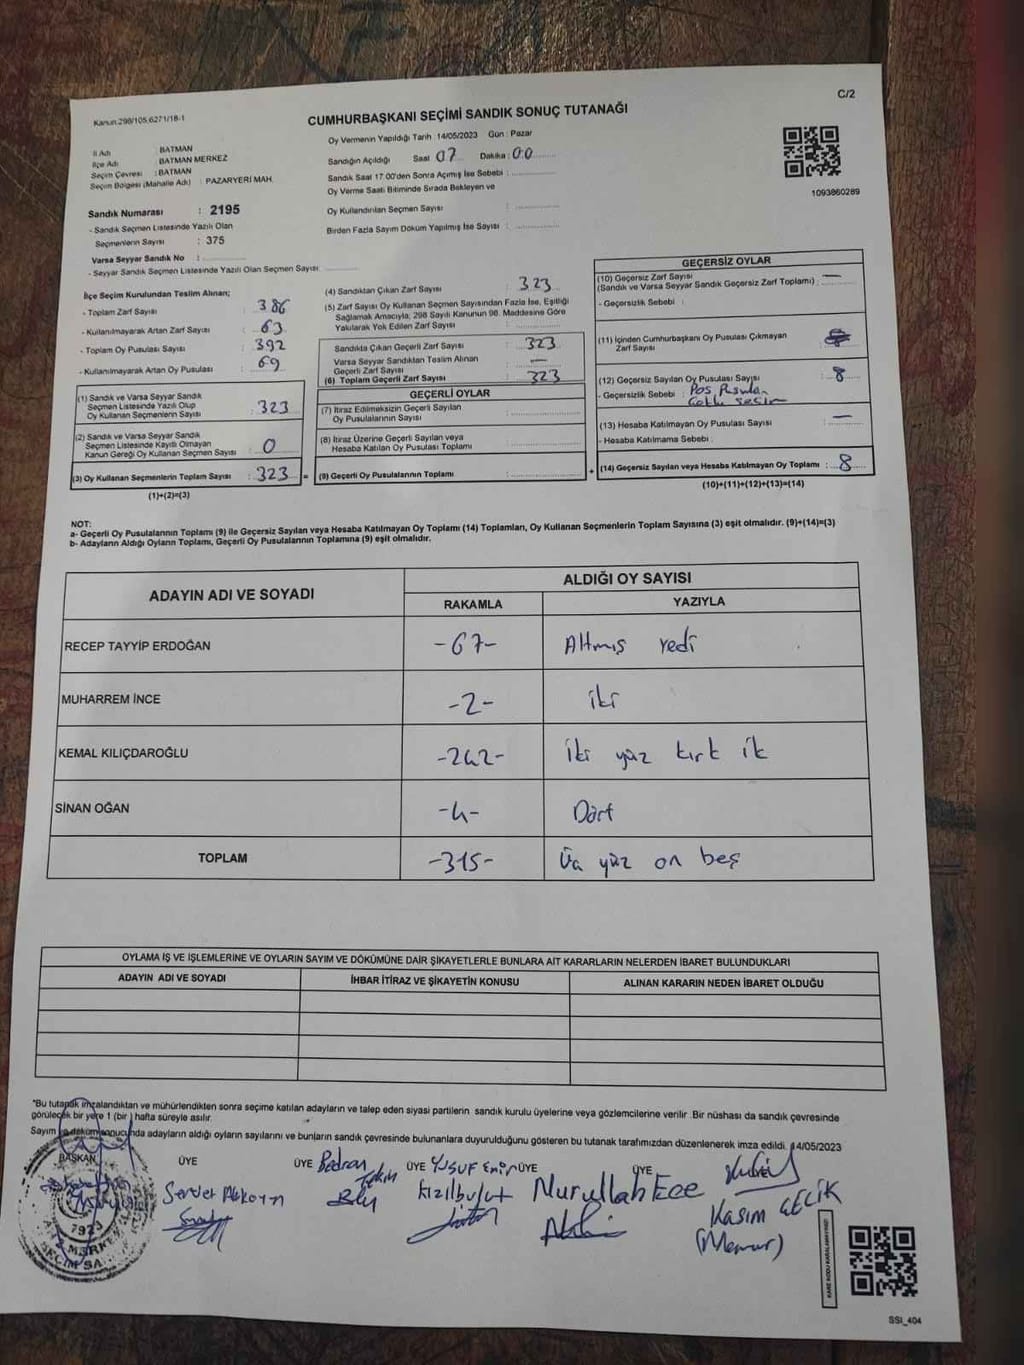 C/2
Kanun 298/105,6271/18-1
CUMHURBAŞKANI SEÇİMİ SANDIK SONUÇ TUTANAĞI
Oy Vermenin Yapıldığı Tarih : 14/05/2023 Gün : Pazar
İl Adı : BATMAN
İlçe Adı : BATMAN MERKEZ
Seçim Çevresi : BATMAN
Seçim Bölgesi (Mahalle Adı) : PAZARYERİ MAH.
Sandığın Açıldığı Saat : 07 Dakika : 00
Sandık Saat 17:00'den Sonra Açmış İse Sebebi :
Oy Verme Saati Bitiminde Sırada Bekleyen ve
Oy Kullandırılan Seçmen Sayısı :
Birden Fazla Sayım Döküm Yapılmış İse Sayısı :
1093860289
Sandık Numarası : 2195
- Sandık Seçmen Listesinde Yazılı Olan
Seçmenlerin Sayısı : 375
Varsa Seyyar Sandık No :
- Seyyar Sandık Seçmen Listesinde Yazılı Olan Seçmen Sayısı:
İlçe Seçim Kurulundan Teslim Alınan;
- Toplam Zarf Sayısı : 386
- Kullanılmayarak Artan Zarf Sayısı : 63
- Toplam Oy Pusulası Sayısı : 392
- Kullanılmayarak Artan Oy Pusulası : 69
(1) Sandık ve Varsa Seyyar Sandık
Seçmen Listesinde Yazılı Olup
Oy Kullanan Seçmenlerin Sayısı : 323
(2) Sandık ve Varsa Seyyar Sandık
Seçmen Listesinde Kayıtlı Olmayan
Kanun Gereği Oy Kullanan Seçmen Sayısı : 0
(3) Oy Kullanan Seçmenlerin Toplam Sayısı : 323 =
(1)+(2)=(3)
(4) Sandıktan Çıkan Zarf Sayısı : 323
(5) Zarf Sayısı Oy Kullanan Seçmen Sayısından Fazla İse, Eşitliği
Sağlamak Amacıyla; 298 Sayılı Kanunun 98. Maddesine Göre
Yakılarak Yok Edilen Zarf Sayısı :
Sandıkta Çıkan Geçerli Zarf Sayısı : 323
Varsa Seyyar Sandıktan Teslim Alınan
Geçerli Zarf Sayısı : —
(6) Toplam Geçerli Zarf Sayısı : 323
GEÇERLİ OYLAR
(7) İtiraz Edilmeksizin Geçerli Sayılan
Oy Pusulalarının Sayısı :
(8) İtiraz Üzerine Geçerli Sayılan veya
Hesaba Katılan Oy Pusulası Toplamı :
(9) Geçerli Oy Pusulalarının Toplamı : +
GEÇERSİZ OYLAR
(10) Geçersiz Zarf Sayısı —
(Sandık ve Varsa Seyyar Sandık Geçersiz Zarf Toplamı) :
- Geçersizlik Sebebi :
(11) İçinden Cumhurbaşkanı Oy Pusulası Çıkmayan
Zarf Sayısı :
(12) Geçersiz Sayılan Oy Pusulası Sayısı : 8
- Geçersizlik Sebebi :
(13) Hesaba Katılmayan Oy Pusulası Sayısı : —
- Hesaba Katılmama Sebebi :
(14) Geçersiz Sayılan veya Hesaba Katılmayan Oy Toplamı : 8
(10)+(11)+(12)+(13)=(14)
NOT:
a- Geçerli Oy Pusulalarının Toplamı (9) ile Geçersiz Sayılan veya Hesaba Katılmayan Oy Toplamı (14) Toplamları, Oy Kullanan Seçmenlerin Toplam Sayısına (3) eşit olmalıdır. (9)+(14)=(3)
b- Adayların Aldığı Oyların Toplamı, Geçerli Oy Pusulalarının Toplamına (9) eşit olmalıdır.
ADAYIN ADI VE SOYADI
ALDIĞI OY SAYISI
RAKAMLA YAZIYLA
RECEP TAYYİP ERDOĞAN -67- Altmış yedi
MUHARREM İNCE -2- iki
KEMAL KILIÇDAROĞLU -242- iki yüz kırk ik
SİNAN OĞAN -4- Dört
TOPLAM -315- Üç yüz on beş
OYLAMA İŞ VE İŞLEMLERİNE VE OYLARIN SAYIM VE DÖKÜMÜNE DAİR ŞİKAYETLERLE BUNLARA AİT KARARLARIN NELERDEN İBARET BULUNDUKLARI
ADAYIN ADI VE SOYADI İHBAR İTİRAZ VE ŞİKAYETİN KONUSU ALINAN KARARIN NEDEN İBARET OLDUĞU
*Bu tutanak imzalandıktan ve mühürlendikten sonra seçime katılan adayların ve talep eden siyasi partilerin sandık kurulu üyelerine veya gözlemcilerine verilir. Bir nüshası da sandık çevresinde
görülecek bir yere 1 (bir) hafta süreyle asılır.
Sayım ve döküm sonucunda adayların aldığı oyların sayılarını ve bunların sandık çevresinde bulunanlara duyurulduğunu gösteren bu tutanak tarafımızdan düzenlenerek imza edildi. 14/05/2023
BAŞKAN ÜYE ÜYE ÜYE ÜYE ÜYE
Bedran Tekin
Yusuf Emir
Kızılbulut
Nurullah Ece
Kasım ÇELİK
(Memur)
KARE KODU KARALAMAYINIZ!
SSI_404